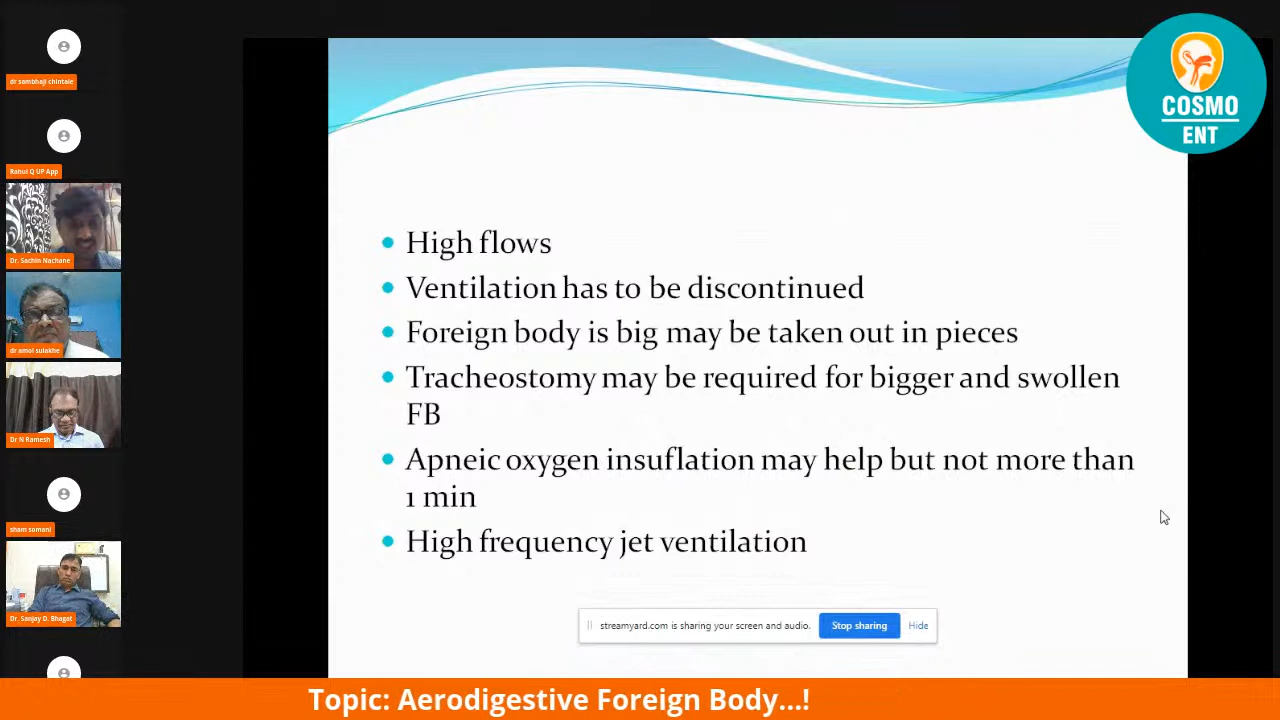 dr sambhaji chintale
Rahul Q UP App
Dr. Sachin Nachane
dr amol sulakhe
Dr N Ramesh
sham somani
Dr. Sanjay D. Bhagat
COSMO
ENT
• High flows
• Ventilation has to be discontinued
• Foreign body is big may be taken out in pieces
• Tracheostomy may be required for bigger and swollen
FB
• Apneic oxygen insuflation may help but not more than
1 min
• High frequency jet ventilation
streamyard.com is sharing your screen and audio. Stop sharing Hide
Topic: Aerodigestive Foreign Body...!